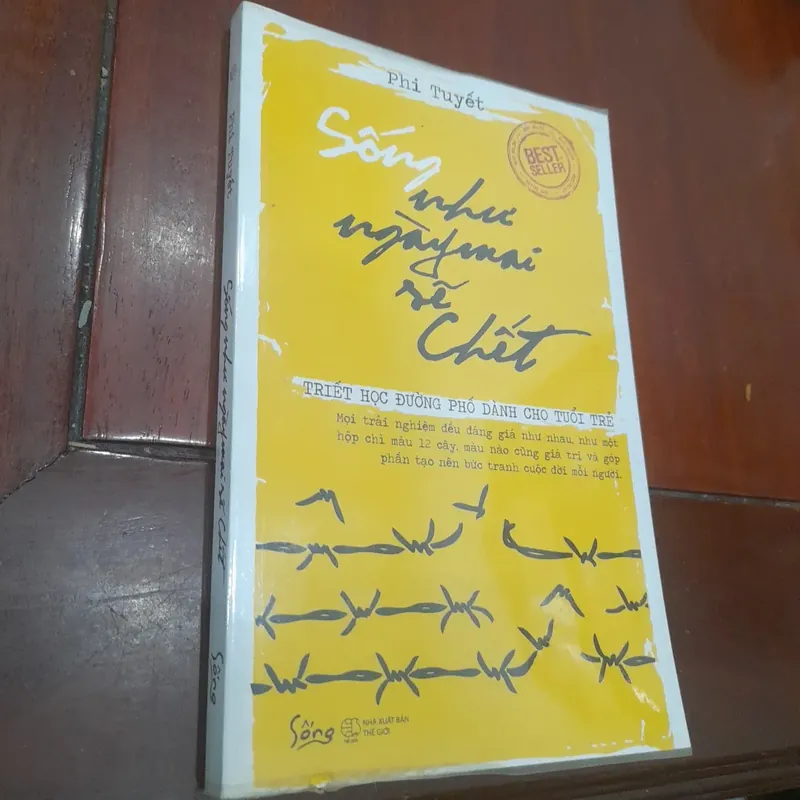 Phi Tuyết
BEST
SELLER
Sống
như
ngày mai
sẽ
Chết
TRIẾT HỌC ĐƯỜNG PHỐ DÀNH CHO TUỔI TRẺ
Mọi trải nghiệm đều đáng giá như nhau, như một
hộp chì màu 12 cây, màu nào cũng giá trị và góp
phần tạo nên bức tranh cuộc đời mỗi người.
Sống
NHÀ XUẤT BẢN
THẾ GIỚI
Phi Tuyết
Sống như ngày mai sẽ Chết
Sống